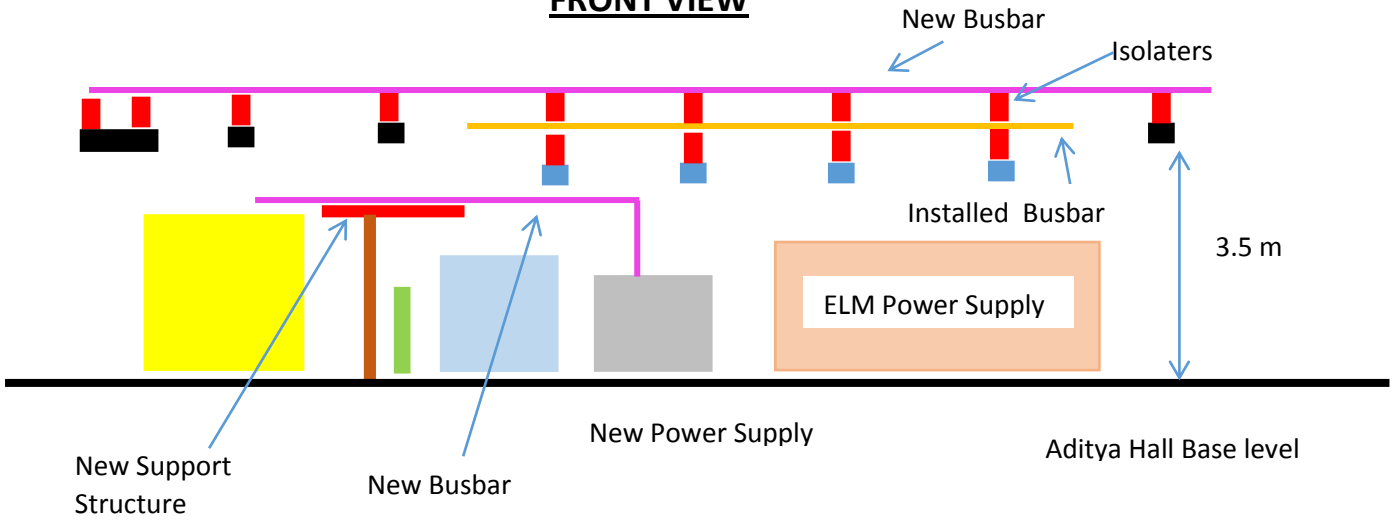 FRONT VIEW
New Busbar
Isolaters
Installed Busbar
3.5 m
ELM Power Supply
New Power Supply
Aditya Hall Base level
New Support
Structure
New Busbar